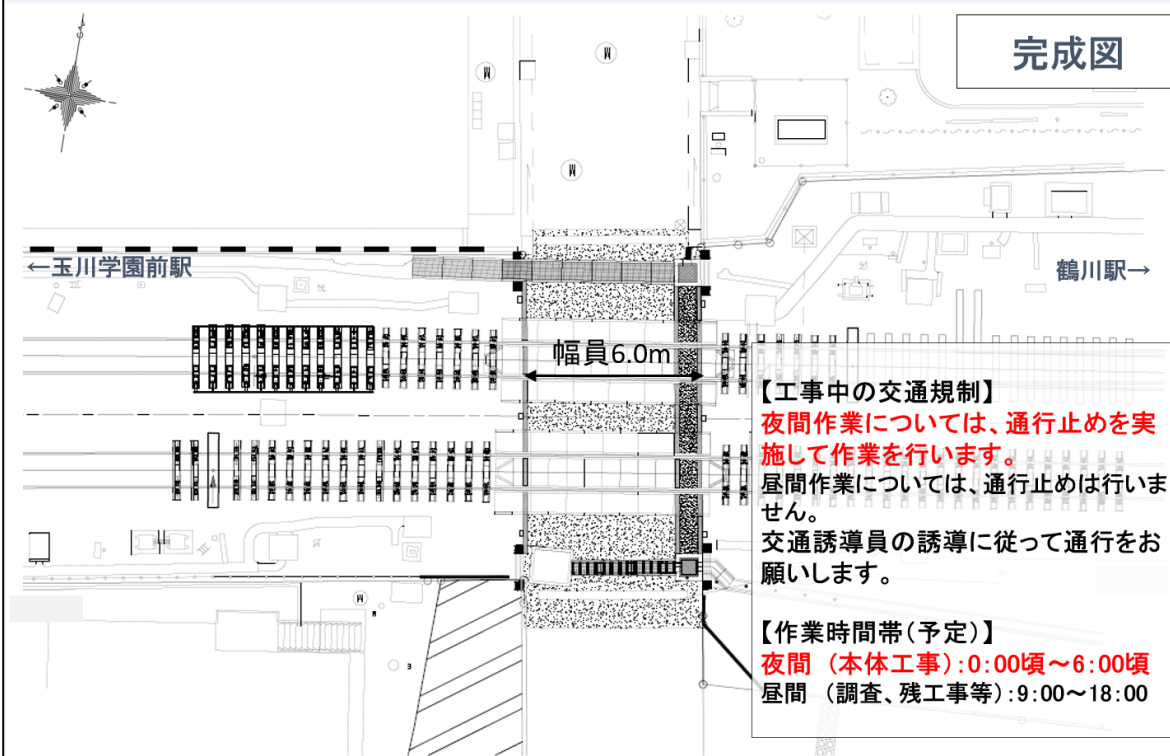 完成図
←玉川学園前駅
鶴川駅→
幅員6.0m
【工事中の交通規制】
夜間作業については、通行止めを実
施して作業を行います。
昼間作業については、通行止めは行いま
せん。
交通誘導員の誘導に従って通行をお
願いします。
【作業時間帯(予定)】
夜間 (本体工事):0:00頃~6:00頃
昼間 (調査、残工事等):9:00~18:00